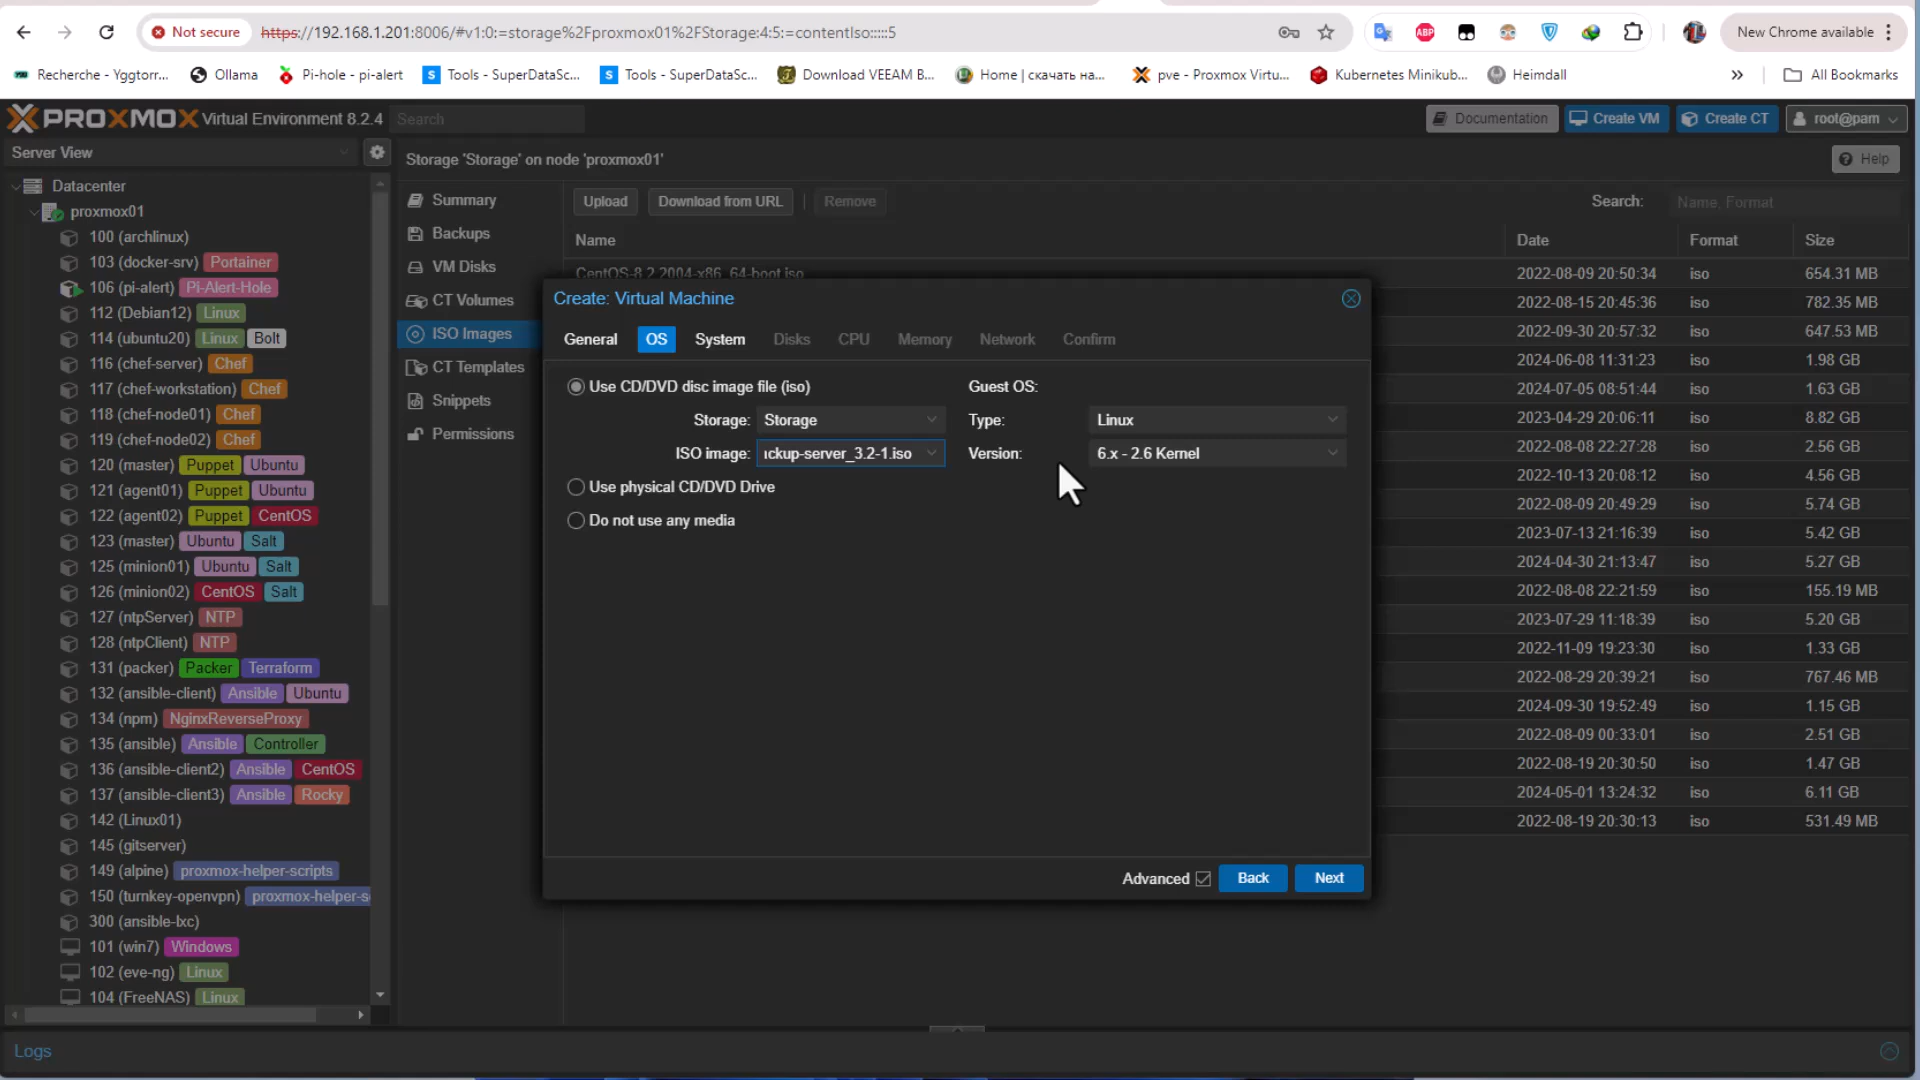 Not secure
https://192.168.1.201:8006/#v1:0:=storage%2Fproxmox01%2FStorage:4:5:=contentIso:::::5
ABP
New Chrome available
Recherche - Yggtorr...
Ollama
Pi-hole - pi-alert
Tools - SuperDataSc...
Tools - SuperDataSc...
Download VEEAM B...
Home | скачать на...
pve - Proxmox Virtu...
Kubernetes Minikub...
Heimdall
All Bookmarks
PROXMOX Virtual Environment 8.2.4
Search
Documentation
Create VM
Create CT
root@pam
Server View
Storage 'Storage' on node 'proxmox01'
Help
Datacenter
proxmox01
100 (archlinux)
103 (docker-srv) Portainer
106 (pi-alert) Pi-Alert-Hole
112 (Debian12) Linux
114 (ubuntu20) Linux Bolt
116 (chef-server) Chef
117 (chef-workstation) Chef
118 (chef-node01) Chef
119 (chef-node02) Chef
120 (master) Puppet Ubuntu
121 (agent01) Puppet Ubuntu
122 (agent02) Puppet CentOS
123 (master) Ubuntu Salt
125 (minion01) Ubuntu Salt
126 (minion02) CentOS Salt
127 (ntpServer) NTP
128 (ntpClient) NTP
131 (packer) Packer Terraform
132 (ansible-client) Ansible Ubuntu
134 (npm) NginxReverseProxy
135 (ansible) Ansible Controller
136 (ansible-client2) Ansible CentOS
137 (ansible-client3) Ansible Rocky
142 (Linux01)
145 (gitserver)
149 (alpine) proxmox-helper-scripts
150 (turnkey-openvpn) proxmox-helper-s
300 (ansible-lxc)
101 (win7) Windows
102 (eve-ng) Linux
104 (FreeNAS) Linux
Summary
Backups
VM Disks
CT Volumes
ISO Images
CT Templates
Snippets
Permissions
Upload
Download from URL
Remove
Search:
Name, Format
Name Date Format Size
CentOS-8.2.2004-x86_64-boot.iso 2022-08-09 20:50:34 iso 654.31 MB
2022-08-15 20:45:36 iso 782.35 MB
2022-09-30 20:57:32 iso 647.53 MB
2024-06-08 11:31:23 iso 1.98 GB
2024-07-05 08:51:44 iso 1.63 GB
2023-04-29 20:06:11 iso 8.82 GB
2022-08-08 22:27:28 iso 2.56 GB
2022-10-13 20:08:12 iso 4.56 GB
2022-08-09 20:49:29 iso 5.74 GB
2023-07-13 21:16:39 iso 5.42 GB
2024-04-30 21:13:47 iso 5.27 GB
2022-08-08 22:21:59 iso 155.19 MB
2023-07-29 11:18:39 iso 5.20 GB
2022-11-09 19:23:30 iso 1.33 GB
2022-08-29 20:39:21 iso 767.46 MB
2024-09-30 19:52:49 iso 1.15 GB
2022-08-09 00:33:01 iso 2.51 GB
2022-08-19 20:30:50 iso 1.47 GB
2024-05-01 13:24:32 iso 6.11 GB
2022-08-19 20:30:13 iso 531.49 MB
Create: Virtual Machine
General OS System Disks CPU Memory Network Confirm
Use CD/DVD disc image file (iso)
Storage: Storage
ISO image: ickup-server_3.2-1.iso
Use physical CD/DVD Drive
Do not use any media
Guest OS:
Type: Linux
Version: 6.x - 2.6 Kernel
Advanced
Back
Next
Logs